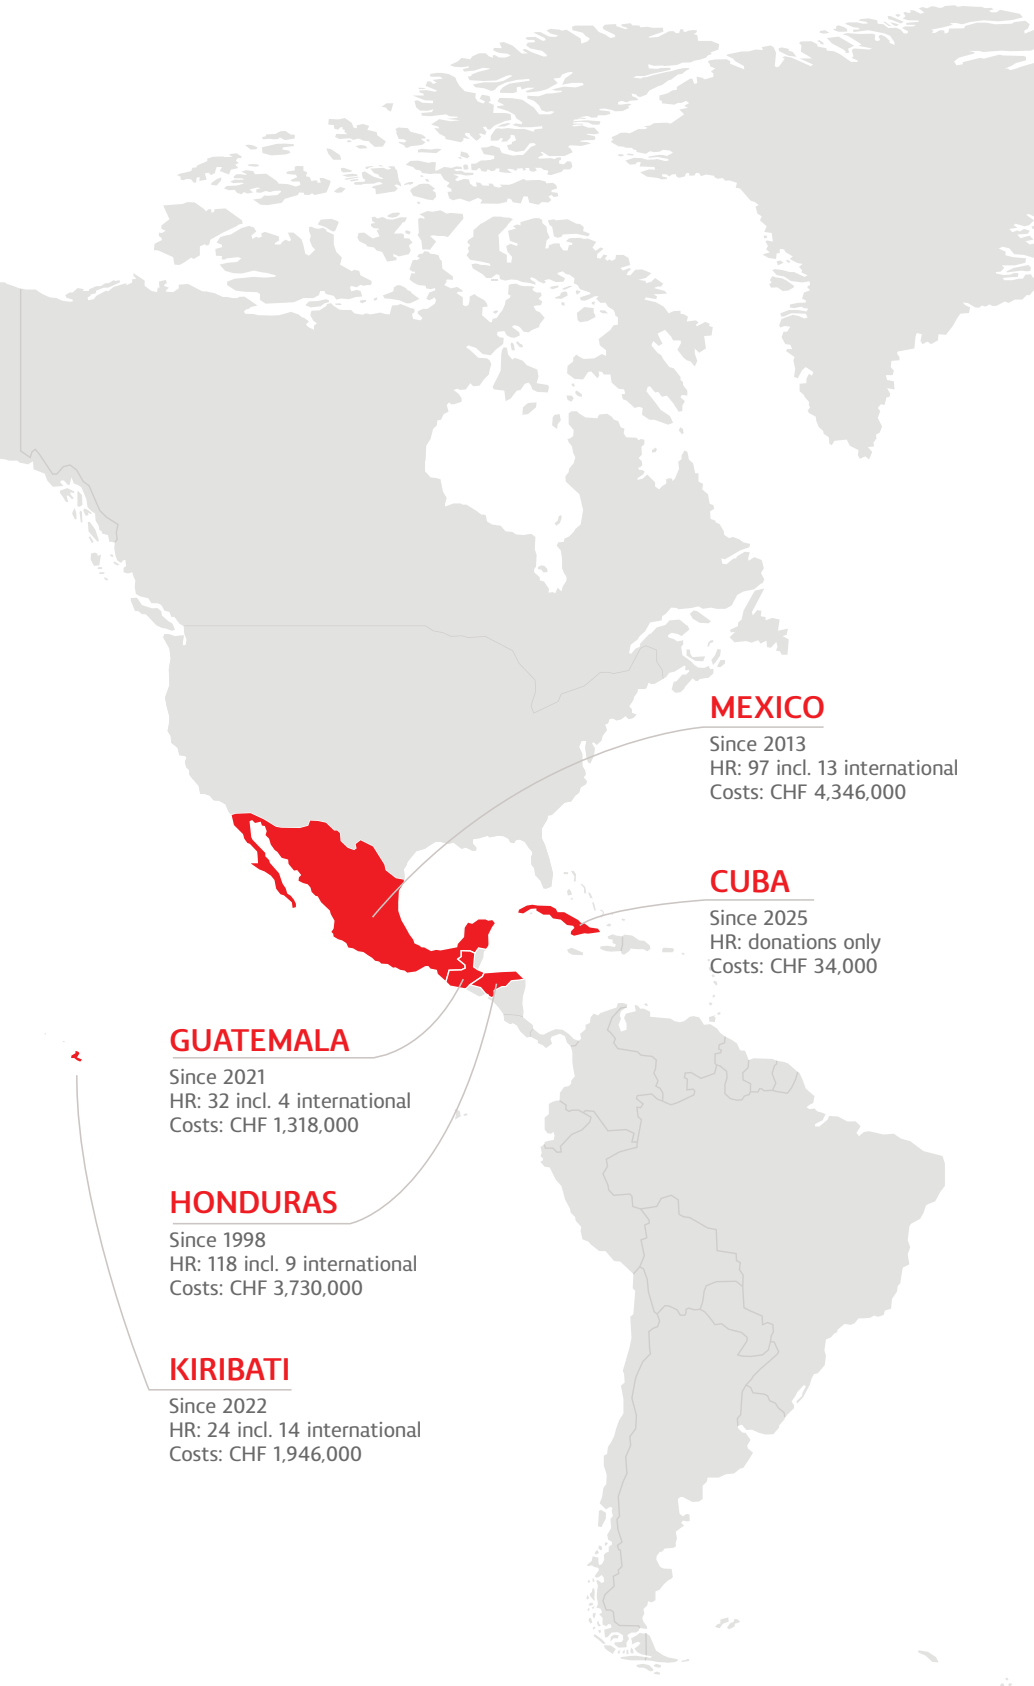 MEXICO
Since 2013
HR: 97 incl. 13 international
Costs: CHF 4,346,000
CUBA
Since 2025
HR: donations only
Costs: CHF 34,000
GUATEMALA
Since 2021
HR: 32 incl. 4 international
Costs: CHF 1,318,000
HONDURAS
Since 1998
HR: 118 incl. 9 international
Costs: CHF 3,730,000
KIRIBATI
Since 2022
HR: 24 incl. 14 international
Costs: CHF 1,946,000